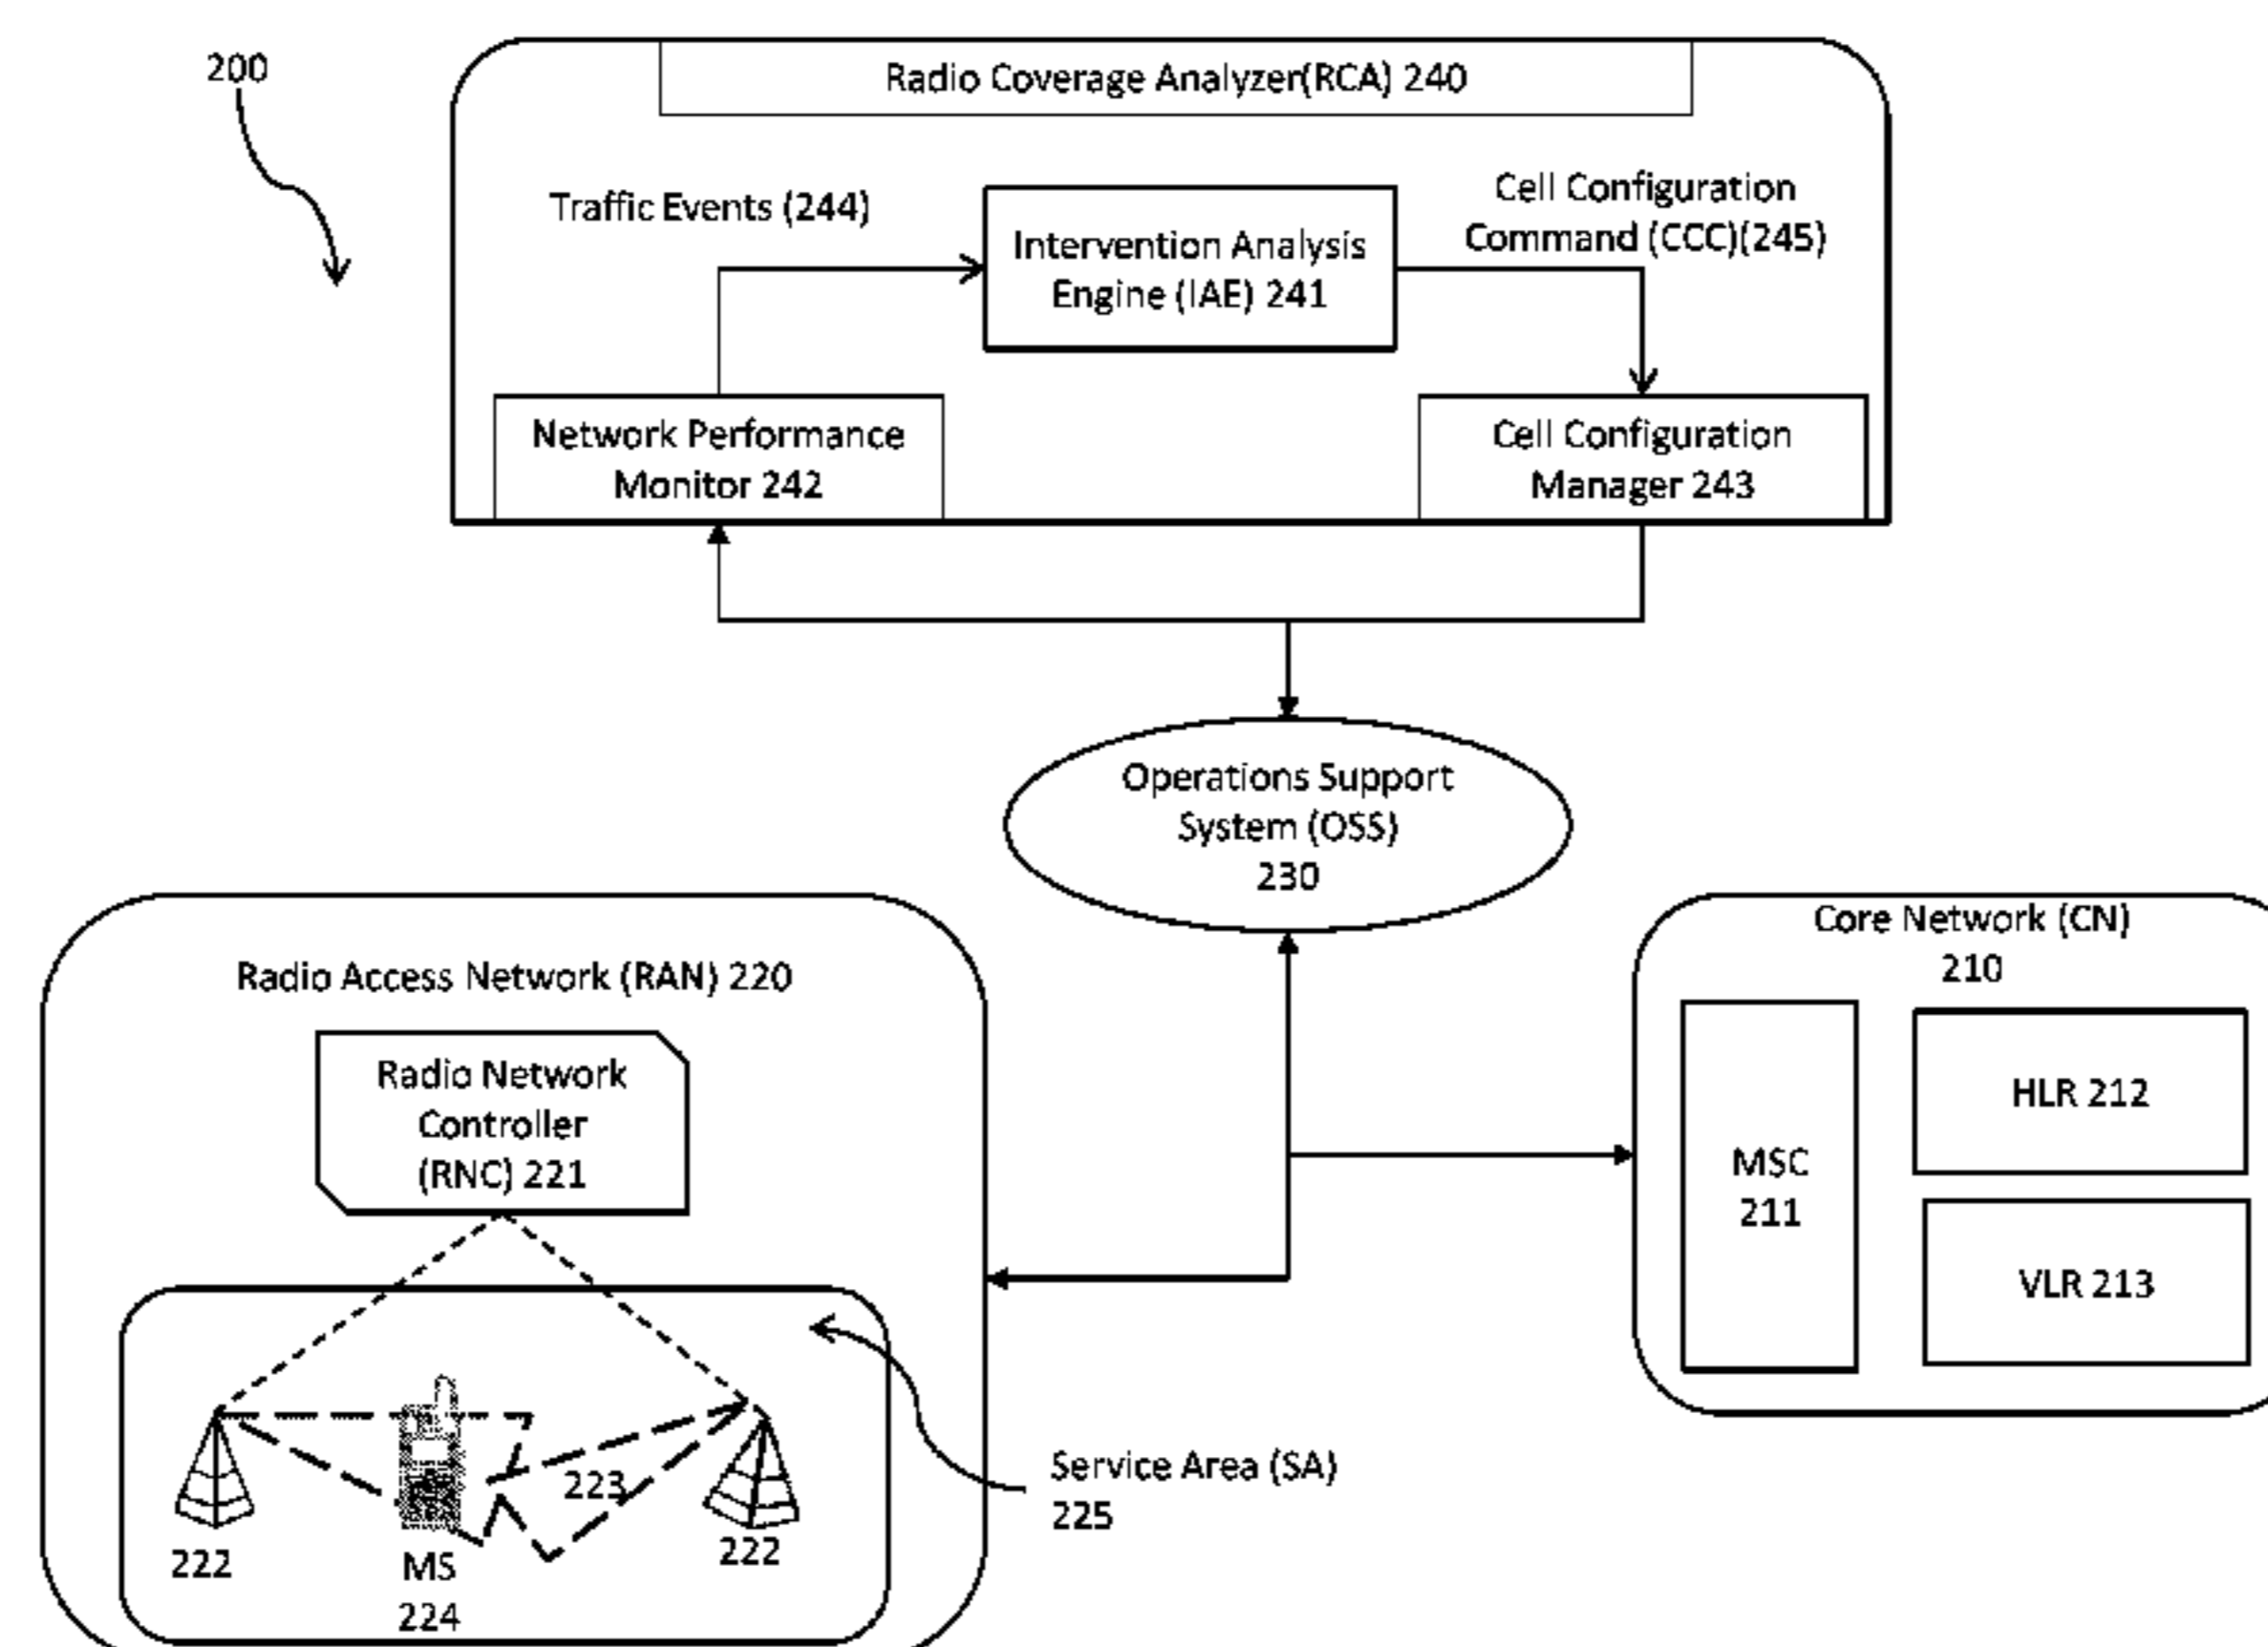 200
Radio Coverage Analyzer(RCA) 240
Traffic Events (244)
Intervention Analysis
Engine (IAE) 241
Cell Configuration
Command (CCC)(245)
Network Performance
Monitor 242
Cell Configuration
Manager 243
Operations Support
System (OSS)
230
Radio Access Network (RAN) 220
Radio Network
Controller
(RNC) 221
222
MS
224
223
222
Service Area (SA)
225
Core Network (CN)
210
MSC
211
HLR 212
VLR 213